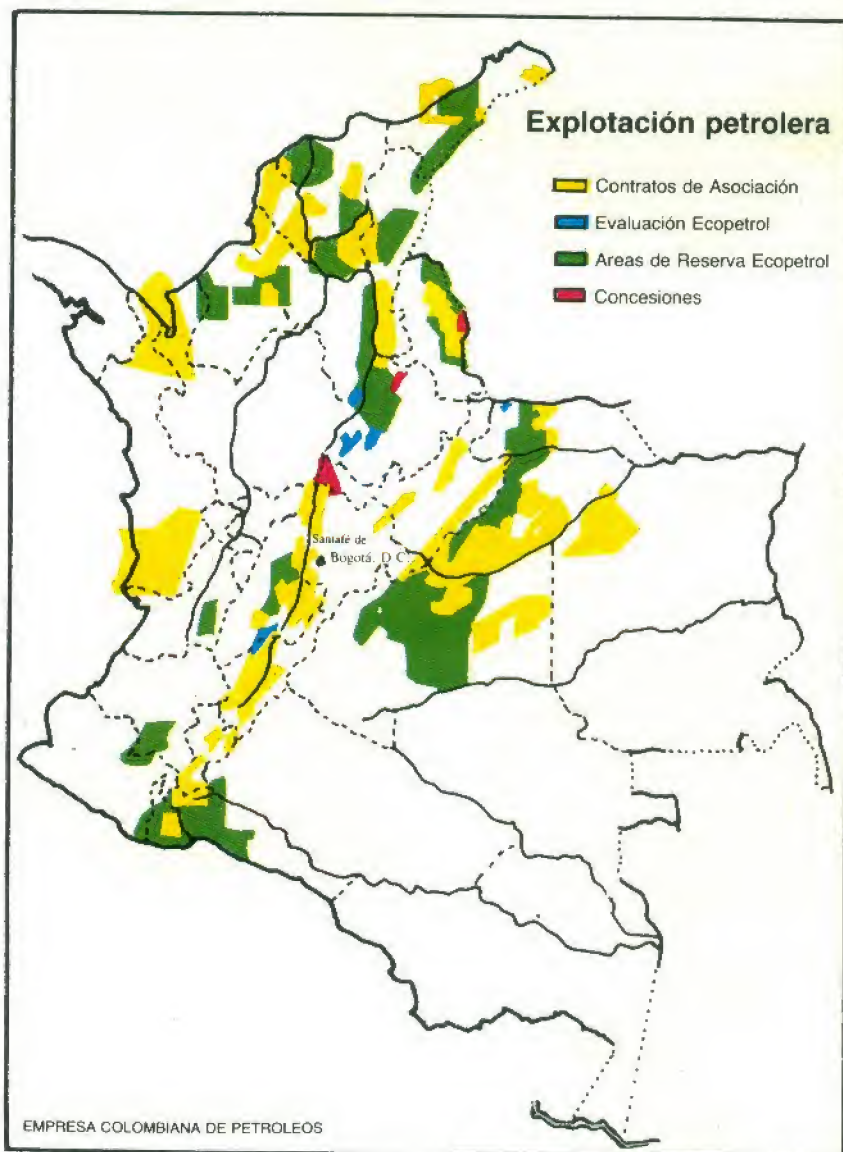 Explotación petrolera
Contratos de Asociación
Evaluación Ecopetrol
Areas de Reserva Ecopetrol
Concesiones
Santafé de
Bogotá, D.C.
EMPRESA COLOMBIANA DE PETROLEOS